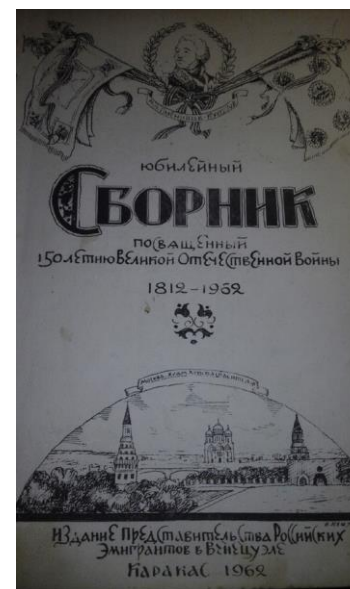 юбилейный
Сборник
посвященный
150 летию Великой Отечественной Войны
1812-1962
Издание Представительства Российских
Эмигрантов в Венецуэле
Каракас 1962